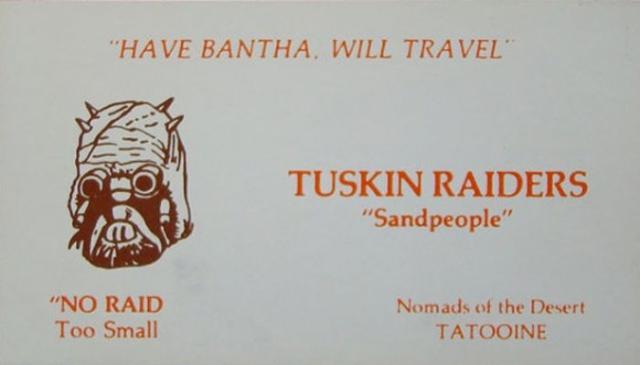 "HAVE BANTHA, WILL TRAVEL"
TUSKIN RAIDERS
"Sandpeople"
"NO RAID
Too Small
Nomads of the Desert
TATOOINE